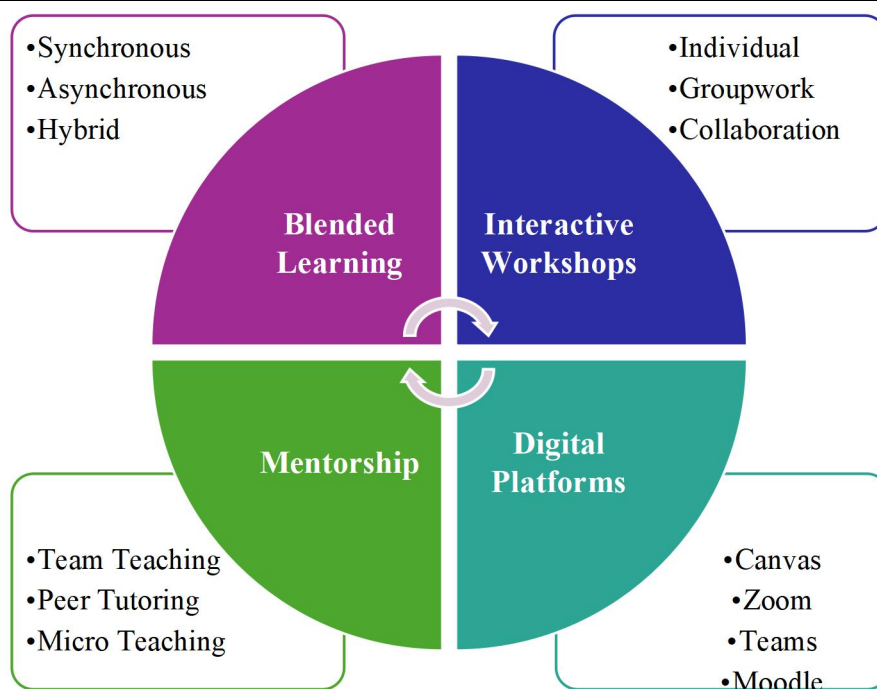 •Synchronous
•Asynchronous
•Hybrid
•Individual
•Groupwork
•Collaboration
Blended
Learning
Interactive
Workshops
Mentorship
Digital
Platforms
•Team Teaching
•Peer Tutoring
•Micro Teaching
•Canvas
•Zoom
•Teams
•Moodle